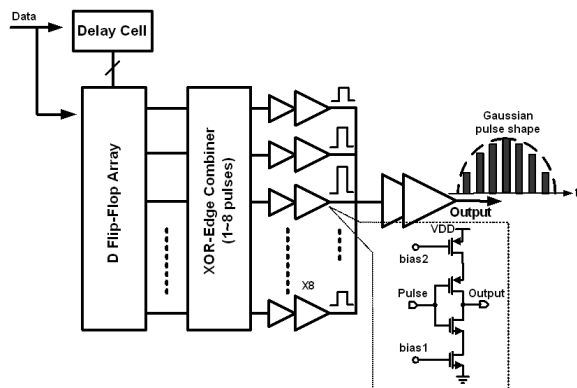 Data
Delay Cell
D Flip-Flop Array
XOR-Edge Combiner
(1~8 pulses)
X8
Gaussian
pulse shape
t
Output
VDD
bias2
Pulse
Output
bias1